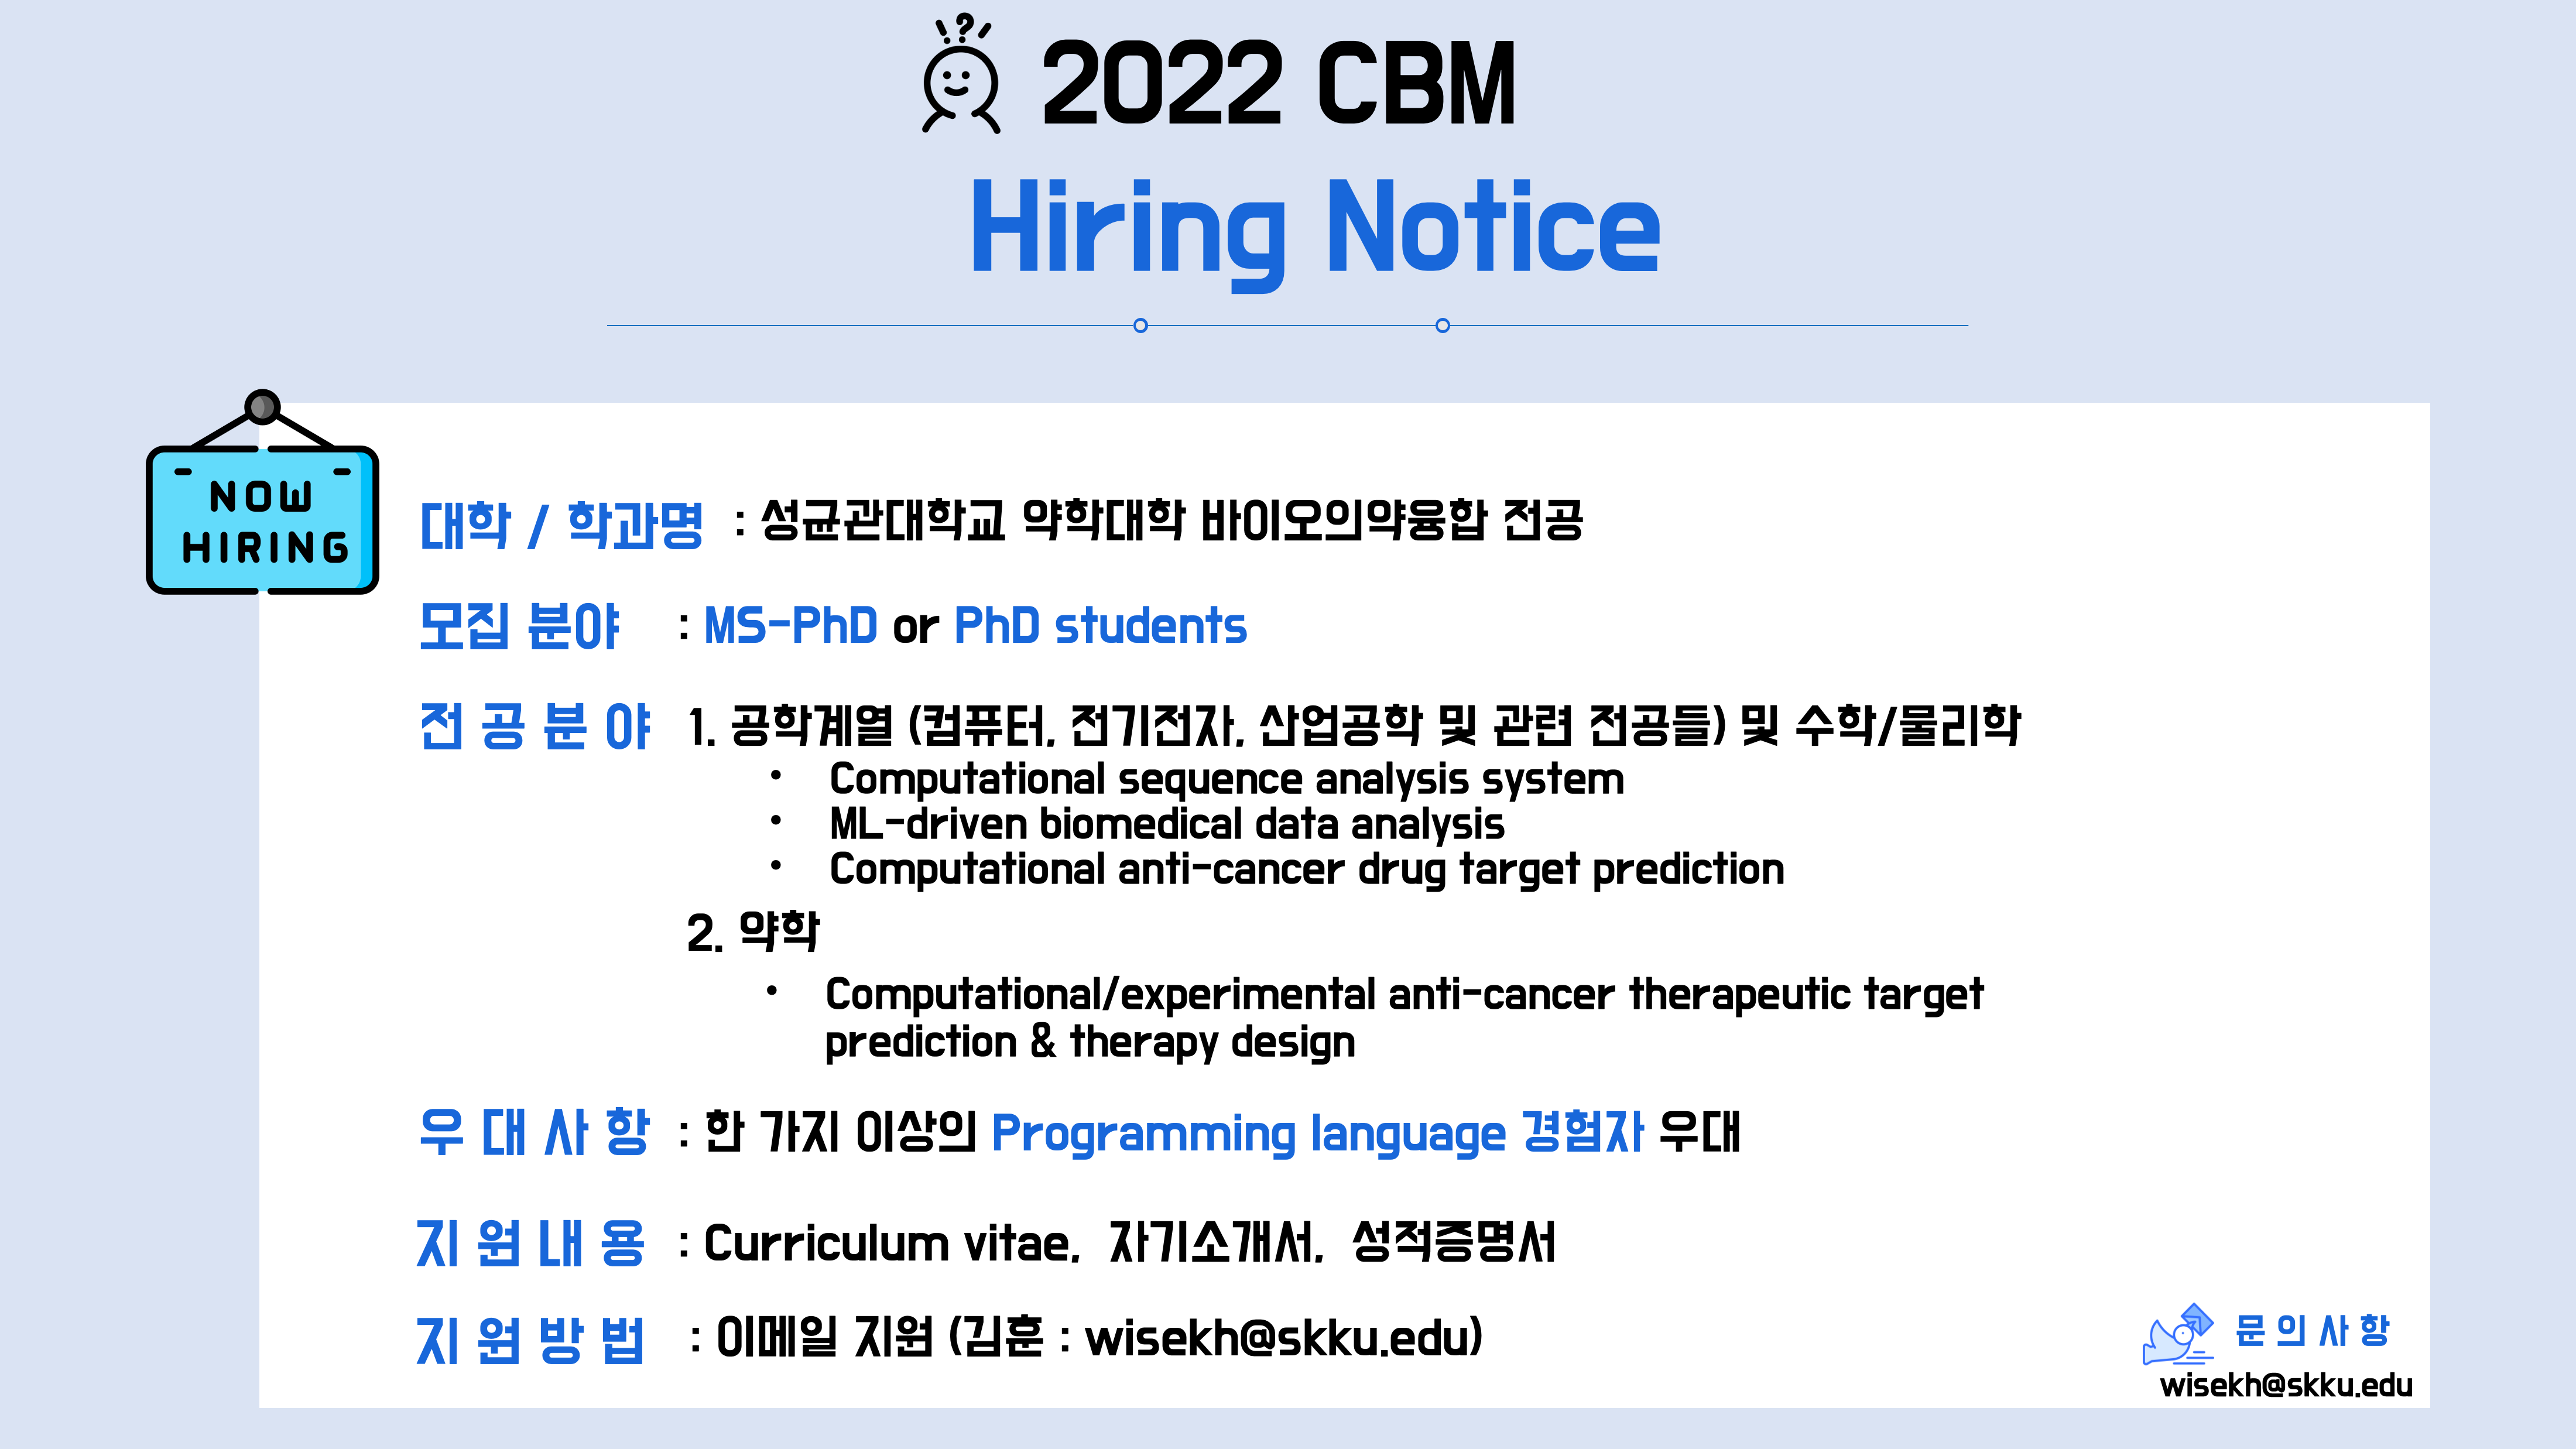 2022 CBM
Hiring Notice
NOW
HIRING
대학 / 학과명 : 성균관대학교 약학대학 바이오의약융합 전공
모집 분야 : MS-PhD or PhD students
전 공 분 야 1. 공학계열 (컴퓨터, 전기전자, 산업공학 및 관련 전공들) 및 수학/물리학
• Computational sequence analysis system
• ML-driven biomedical data analysis
• Computational anti-cancer drug target prediction
2. 약학
• Computational/experimental anti-cancer therapeutic target
prediction & therapy design
우 대 사 항 : 한 가지 이상의 Programming language 경험자 우대
지 원 내 용 : Curriculum vitae, 자기소개서, 성적증명서
지 원 방 법 : 이메일 지원 (김훈 : wisekh@skku.edu)
문 의 사 항
wisekh@skku.edu